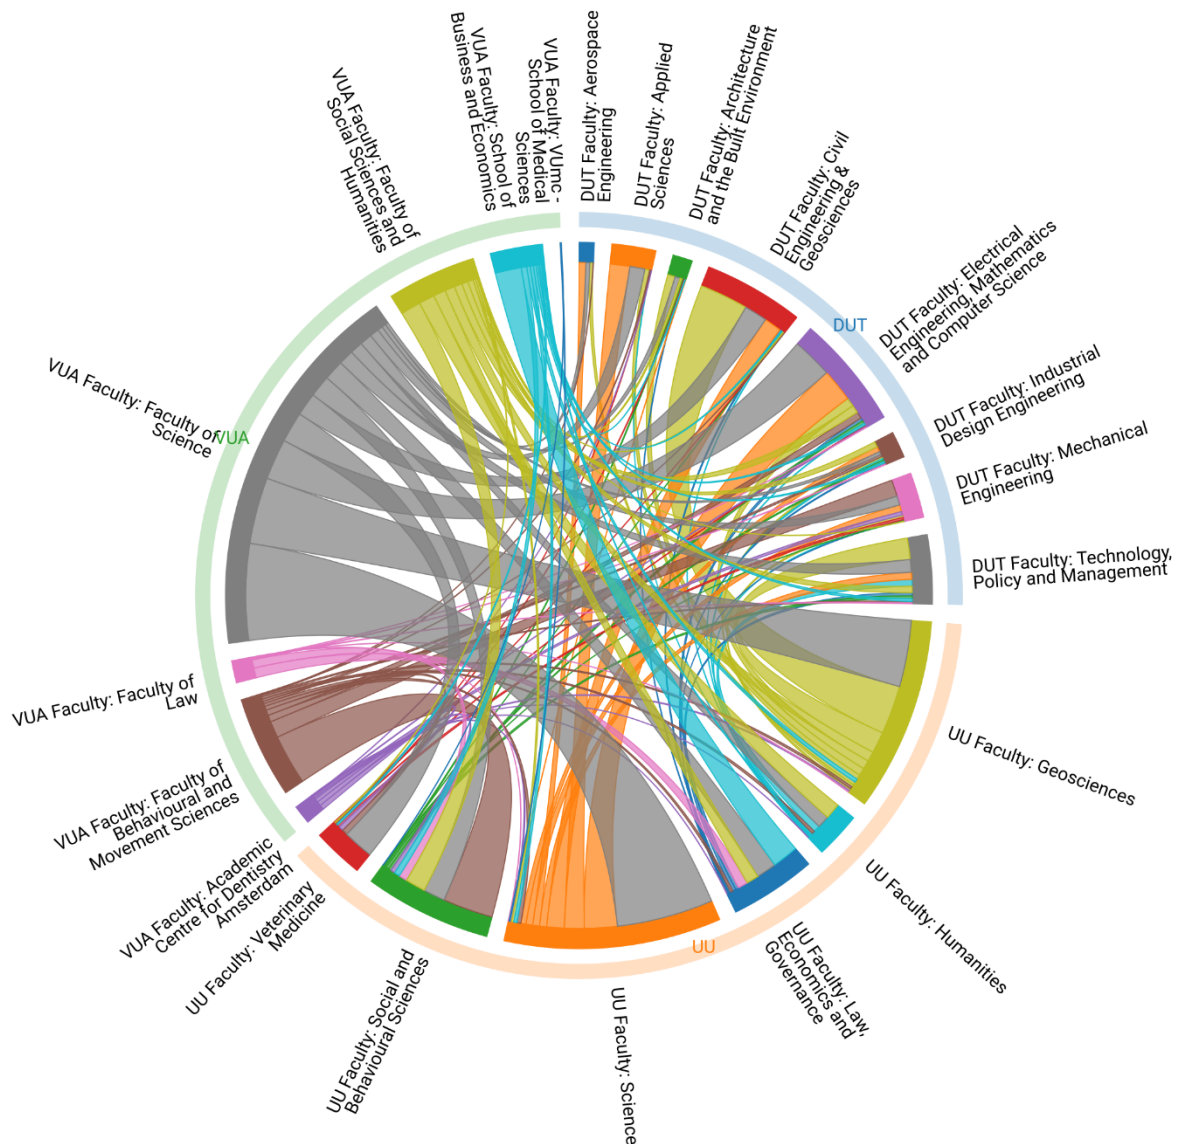 VUA Faculty: VUmc -
School of Medical
Sciences
DUT Faculty: Aerospace
Engineering
DUT Faculty: Applied
Sciences
DUT Faculty: Architecture
and the Built Environment
DUT Faculty: Civil
Engineering &
Geosciences
DUT Faculty: Electrical
Engineering, Mathematics
and Computer Science
DUT
DUT Faculty: Industrial
Design Engineering
DUT Faculty: Mechanical
Engineering
DUT Faculty: Technology,
Policy and Management
UU Faculty: Geosciences
UU Faculty: Humanities
UU Faculty: Law,
Economics and
Governance
UU
UU Faculty: Science
UU Faculty: Social and
Behavioural Sciences
UU Faculty: Veterinary
Medicine
VUA Faculty: Academic
Centre for Dentistry
Amsterdam
VUA Faculty: Faculty of
Behavioural and
Movement Sciences
VUA Faculty: Faculty of
Law
VUA Faculty: Faculty of
Science
VUA
VUA Faculty: Faculty of
Social Sciences and
Humanities
VUA Faculty: School of
Business and Economics